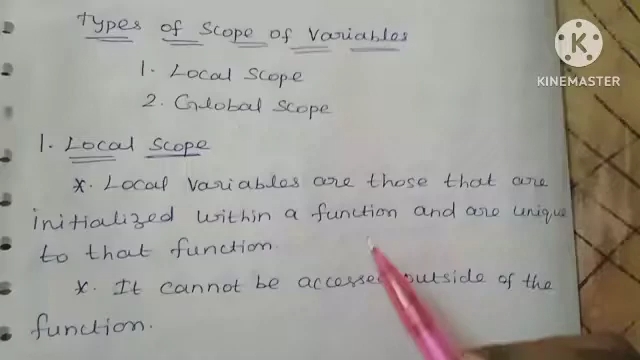 Types of Scope of Variables
1. Local Scope
2. Global Scope
1. Local Scope
*. Local Variables are those that are
initialized within a function and are unique
to that function.
*. It cannot be accessed outside of the
function.
KINEMASTER